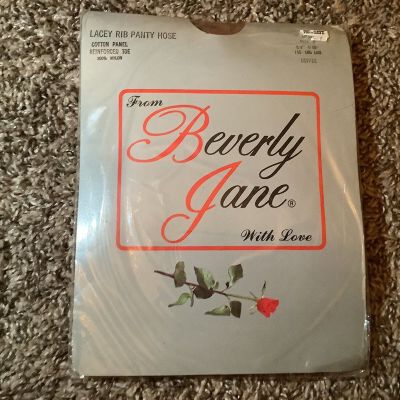 LACEY RIB PANTY HOSE
COTTON PANEL
REINFORCED TOE
100% NYLON
From
Beverly
Jane®
With Love